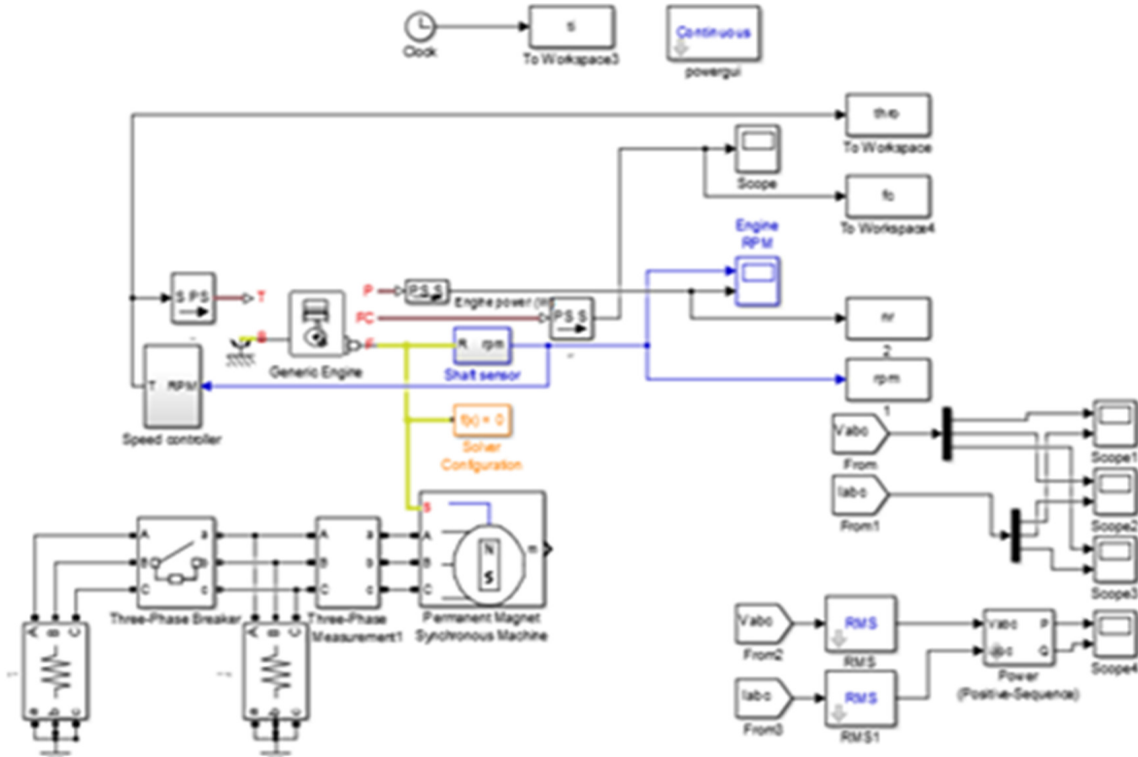 Clock
ti
To Workspace3
Continuous
powergui
thro
To Workspace
Scope
fc
To Workspace4
Engine
RPM
S PS
T
P
PS S
Engine power (W)
FC
PS S
B
F
Generic Engine
R rpm
Shaft sensor
nr
2
rpm
1
T RPM
Speed controller
f(x) = 0
Solver
Configuration
Vabc
From
Iabc
From1
Scope1
Scope2
Scope3
S
N
S
m
A
B
C
a
b
c
Three-Phase Breaker
A
B
C
a
b
c
Three-Phase
Measurement1
A
B
C
Permanent Magnet
Synchronous Machine
A B C
a b c
A B C
a b c
Vabc
From2
RMS
RMS
Iabc
From3
RMS
RMS1
Vabc
P
Iabc
Q
Power
(Positive-Sequence)
Scope4